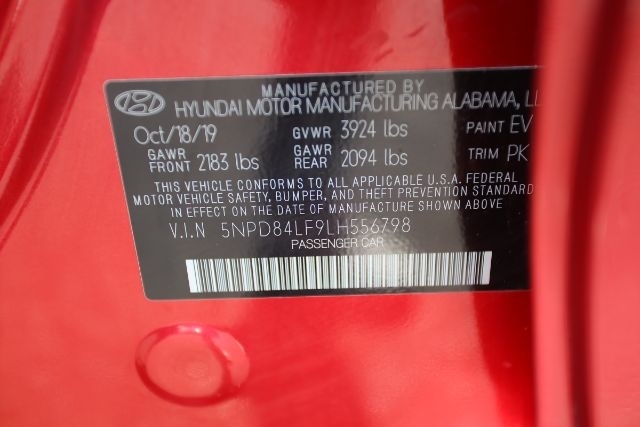 MANUFACTURED BY
HYUNDAI MOTOR MANUFACTURING ALABAMA, LL
Oct/18/19 GVWR 3924 lbs PAINT EV
GAWR FRONT 2183 lbs GAWR REAR 2094 lbs TRIM PK
THIS VEHICLE CONFORMS TO ALL APPLICABLE U.S.A. FEDERAL
MOTOR VEHICLE SAFETY, BUMPER, AND THEFT PREVENTION STANDARDS
IN EFFECT ON THE DATE OF MANUFACTURE SHOWN ABOVE
V.I.N 5NPD84LF9LH556798
PASSENGER CAR